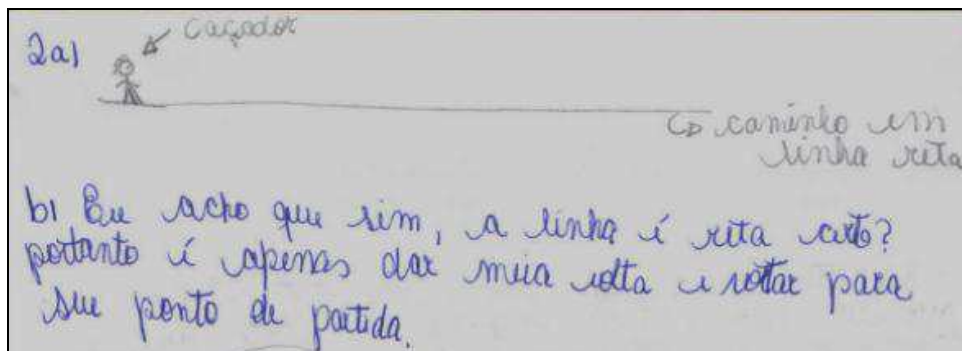 2a)
caçador
caminho em
linha reta
b) Eu acho que sim, a linha é reta certo?
portanto é apenas dar meia volta e voltar para
seu ponto de partida.